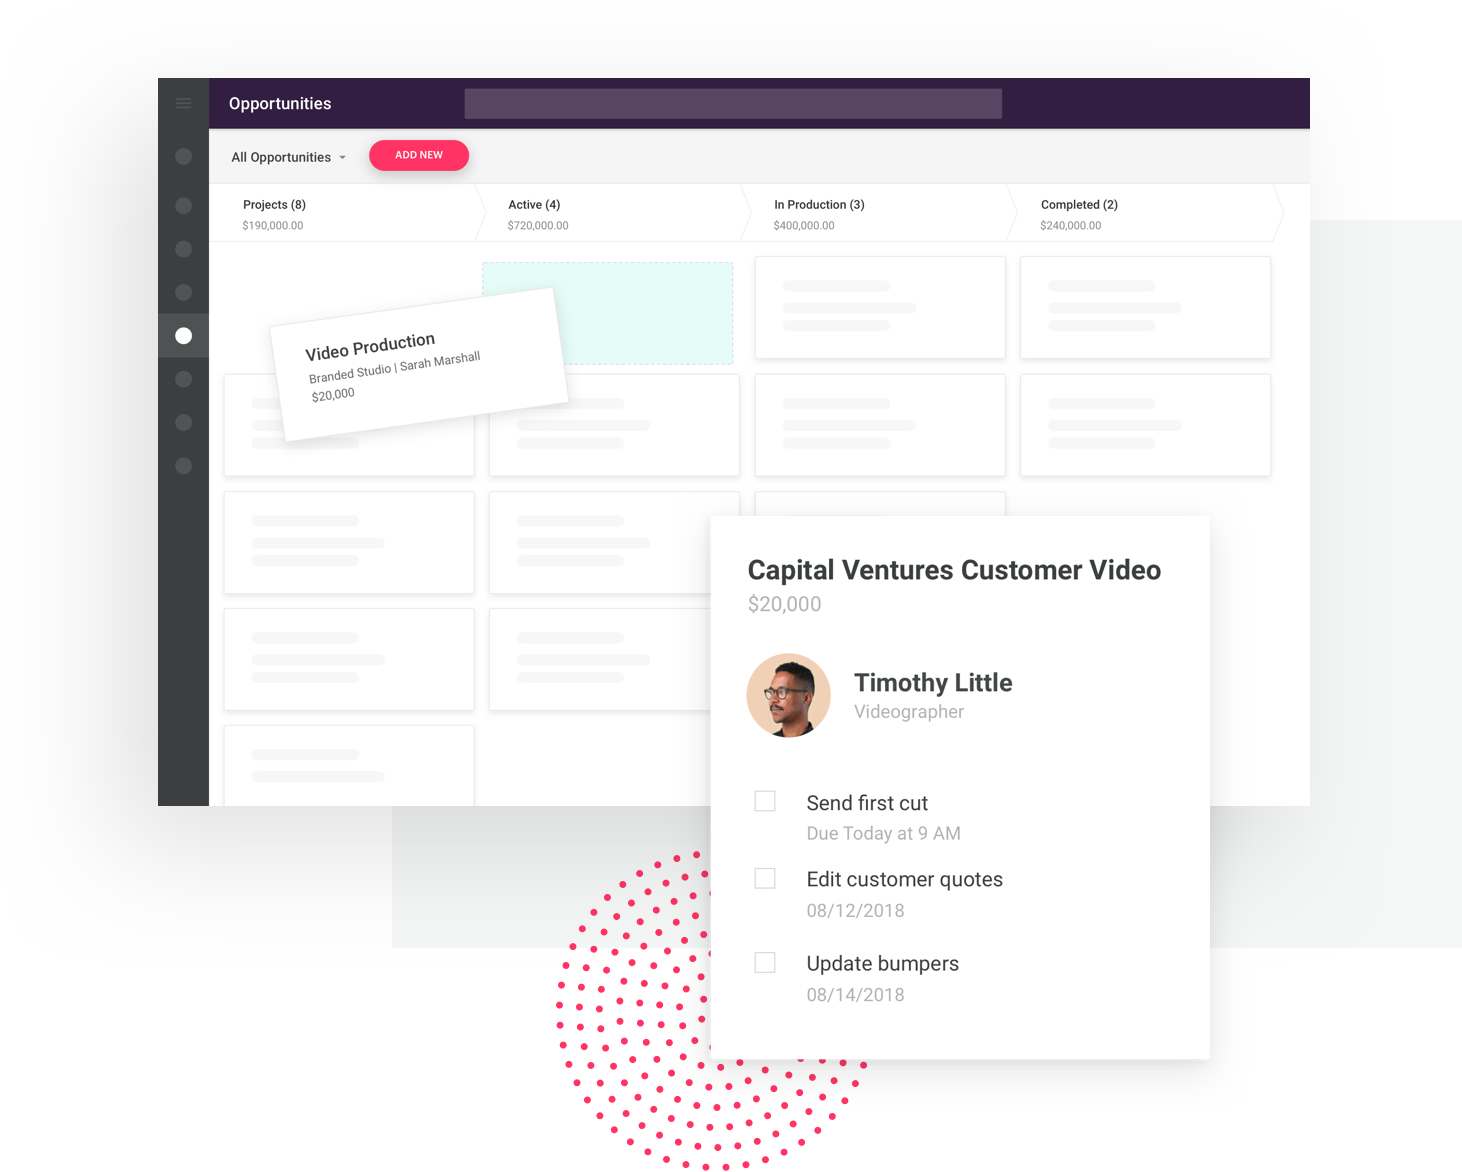 Opportunities
All Opportunities
ADD NEW
Projects (8)
$190,000.00
Active (4)
$720,000.00
In Production (3)
$400,000.00
Completed (2)
$240,000.00
Video Production
Branded Studio | Sarah Marshall
$20,000
Capital Ventures Customer Video
$20,000
Timothy Little
Videographer
Send first cut
Due Today at 9 AM
Edit customer quotes
08/12/2018
Update bumpers
08/14/2018